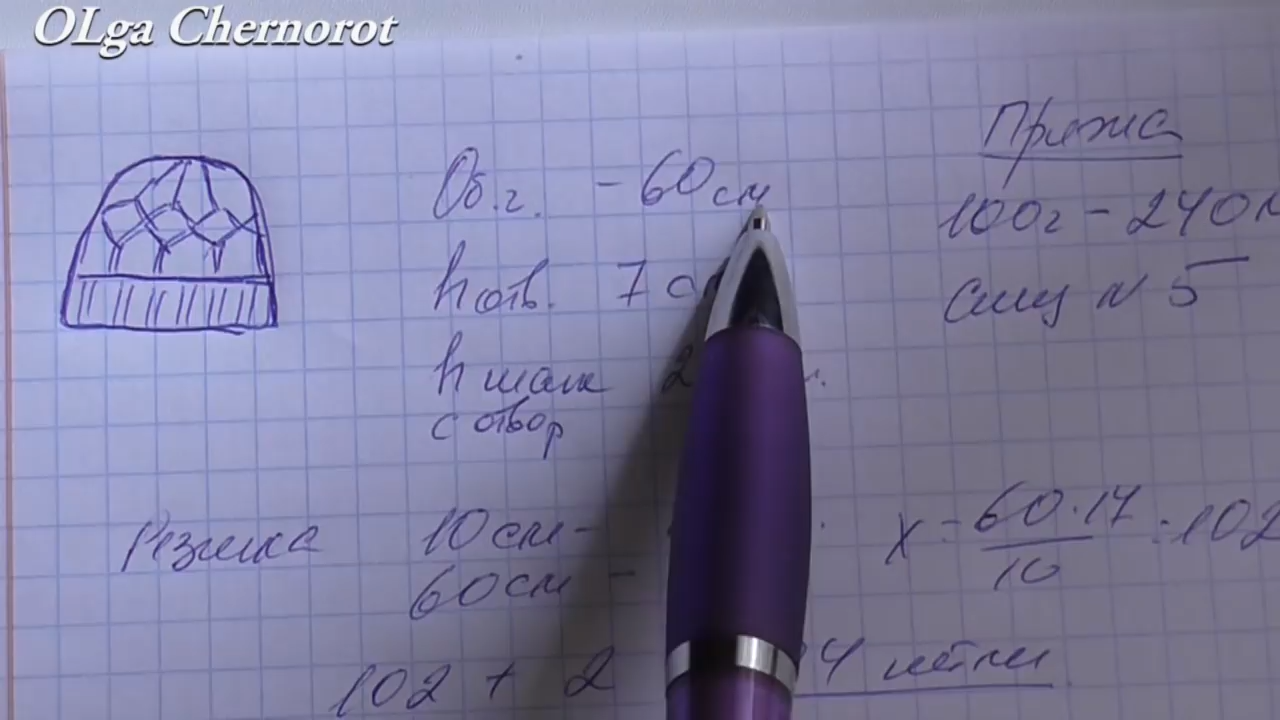 OLga Chernorot
Пряжа
Об.г. - 60см
100г - 240м
h отв. 7 с
Спиц № 5
h шап 2
с отвор
Резинка 10см -
60см -
x = 60·17 / 10 = 102
102 + 2 4 петли